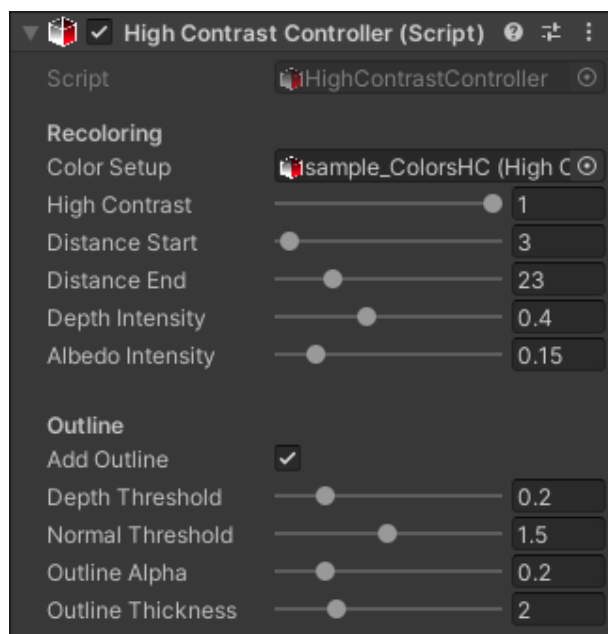 High Contrast Controller (Script)
Script HighContrastController
Recoloring
Color Setup sample_ColorsHC (High C
High Contrast 1
Distance Start 3
Distance End 23
Depth Intensity 0.4
Albedo Intensity 0.15
Outline
Add Outline
Depth Threshold 0.2
Normal Threshold 1.5
Outline Alpha 0.2
Outline Thickness 2